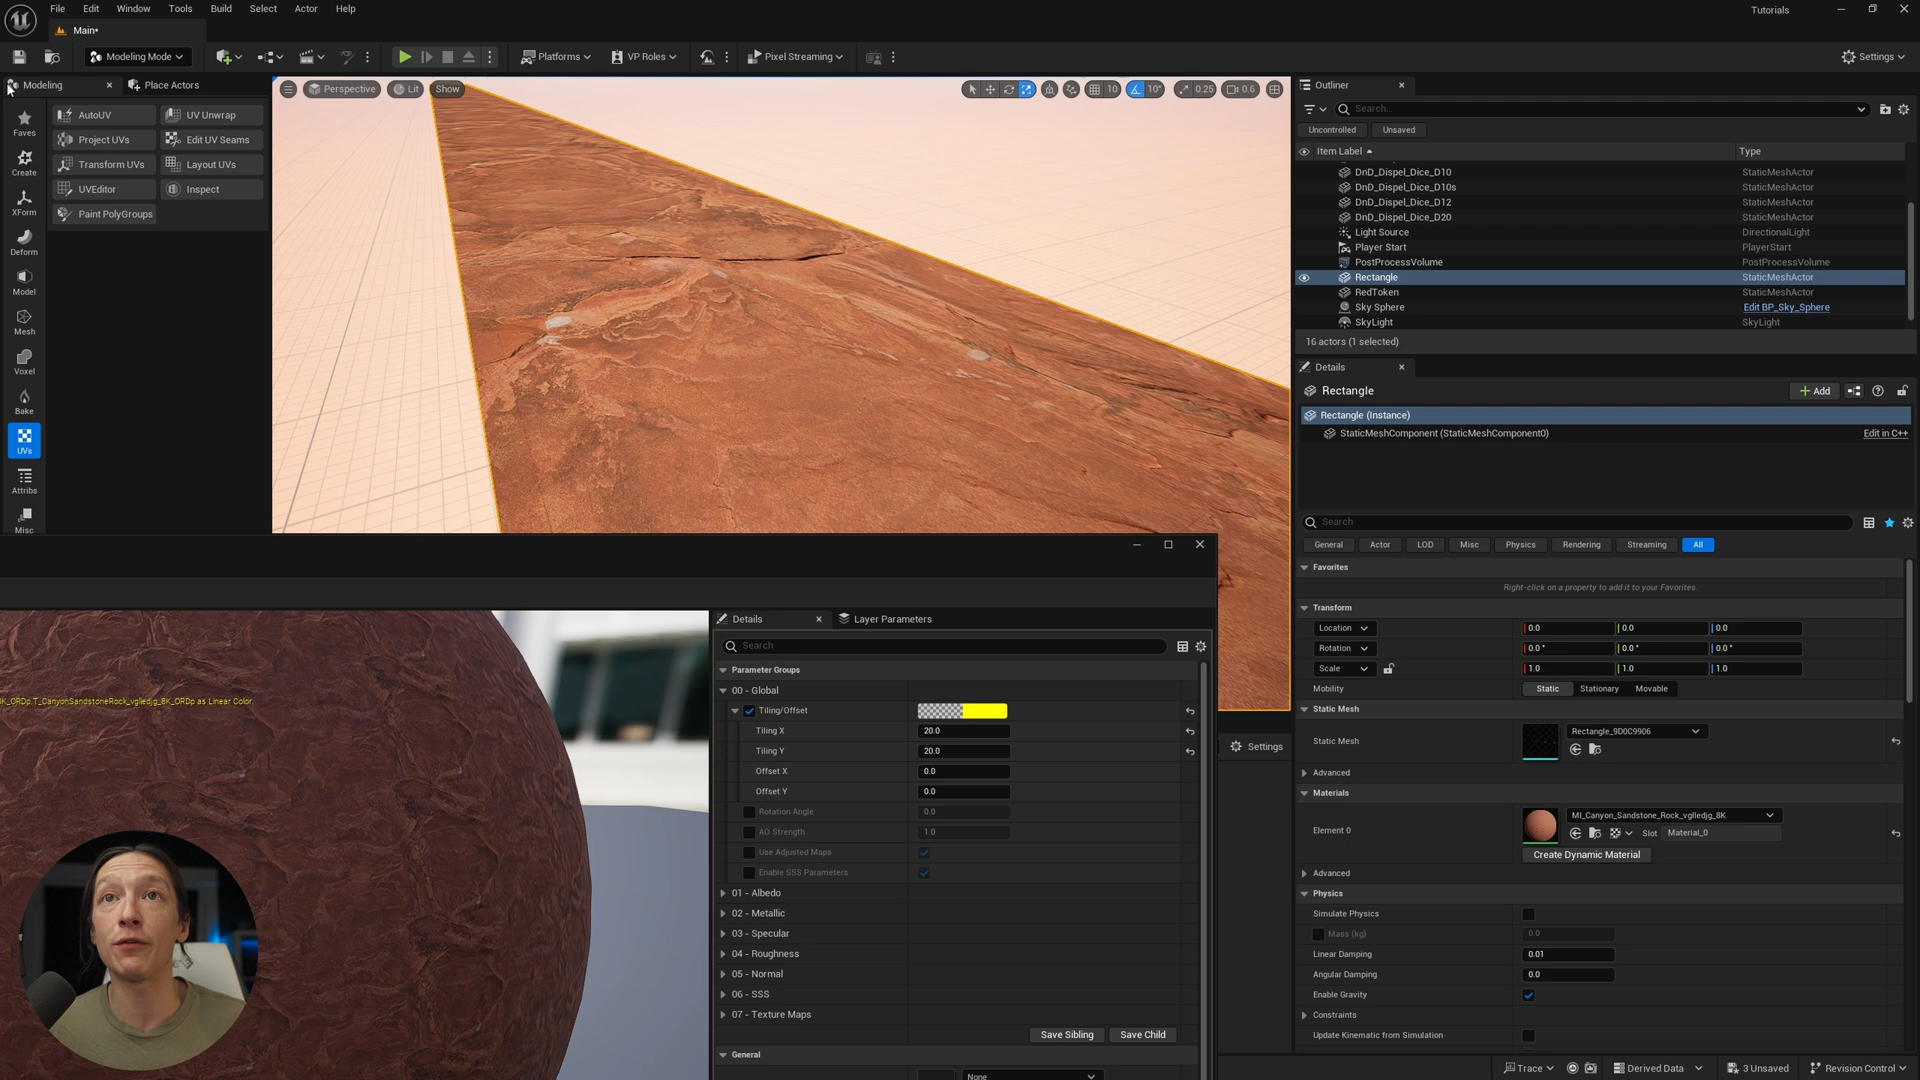 File Edit Window Tools Build Select Actor Help
Tutorials
Main•
Modeling Mode
Platforms
VP Roles
Pixel Streaming
Settings
Modeling
Place Actors
Faves
Create
XForm
Deform
Model
Mesh
Voxel
Bake
UVs
Attribs
Misc
AutoUV
UV Unwrap
Project UVs
Edit UV Seams
Transform UVs
Layout UVs
UVEditor
Inspect
Paint PolyGroups
Perspective
Lit
Show
10
10°
0.25
0.6
Outliner
Search...
Uncontrolled
Unsaved
Item Label
Type
DnD_Dispel_Dice_D10 StaticMeshActor
DnD_Dispel_Dice_D10s StaticMeshActor
DnD_Dispel_Dice_D12 StaticMeshActor
DnD_Dispel_Dice_D20 StaticMeshActor
Light Source DirectionalLight
Player Start PlayerStart
PostProcessVolume PostProcessVolume
Rectangle StaticMeshActor
RedToken StaticMeshActor
Sky Sphere Edit BP_Sky_Sphere
SkyLight SkyLight
16 actors (1 selected)
Details
Rectangle
Add
Rectangle (Instance)
StaticMeshComponent (StaticMeshComponent0)
Edit in C++
Search
General Actor LOD Misc Physics Rendering Streaming All
Favorites
Right-click on a property to add it to your Favorites.
Transform
Location 0.0 0.0 0.0
Rotation 0.0 ° 0.0 ° 0.0 °
Scale 1.0 1.0 1.0
Mobility Static Stationary Movable
Static Mesh
Static Mesh Rectangle_9D0C9906
Advanced
Materials
Element 0
MI_Canyon_Sandstone_Rock_vglledjg_8K
Slot Material_0
Create Dynamic Material
Advanced
Physics
Simulate Physics
Mass (kg) 0.0
Linear Damping 0.01
Angular Damping 0.0
Enable Gravity
Constraints
Update Kinematic from Simulation
K_ORDp.T_CanyonSandstoneRock_vglledjg_8K_ORDp as Linear Color.
Details
Layer Parameters
Search
Parameter Groups
00 - Global
Tiling/Offset
Tiling X 20.0
Tiling Y 20.0
Offset X 0.0
Offset Y 0.0
Rotation Angle 0.0
AO Strength 1.0
Use Adjusted Maps
Enable SSS Parameters
01 - Albedo
02 - Metallic
03 - Specular
04 - Roughness
05 - Normal
06 - SSS
07 - Texture Maps
Save Sibling
Save Child
General
None
Settings
Trace
Derived Data
3 Unsaved
Revision Control